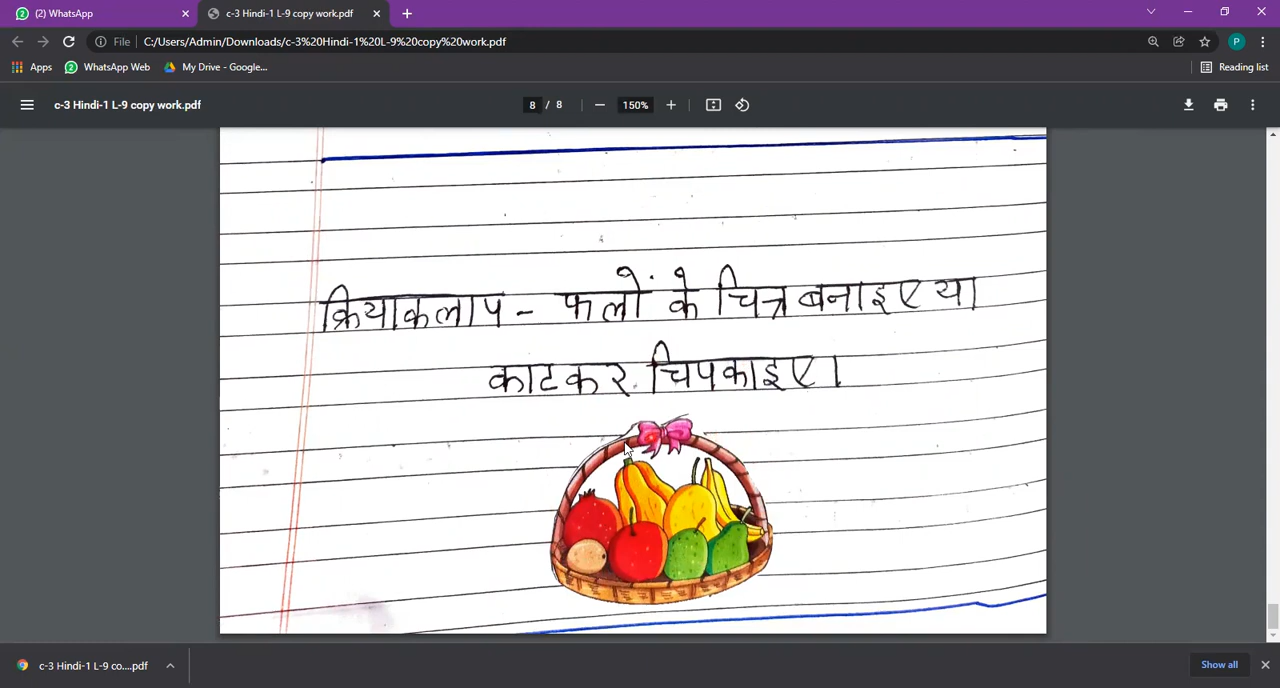 (2) WhatsApp
c-3 Hindi-1 L-9 copy work.pdf
File C:/Users/Admin/Downloads/c-3%20Hindi-1%20L-9%20copy%20work.pdf
P
Apps WhatsApp Web My Drive - Google... Reading list
c-3 Hindi-1 L-9 copy work.pdf 8 / 8 150%
क्रियाकलाप - फलों के चित्र बनाइए या
काटकर चिपकाइए।
c-3 Hindi-1 L-9 co....pdf Show all